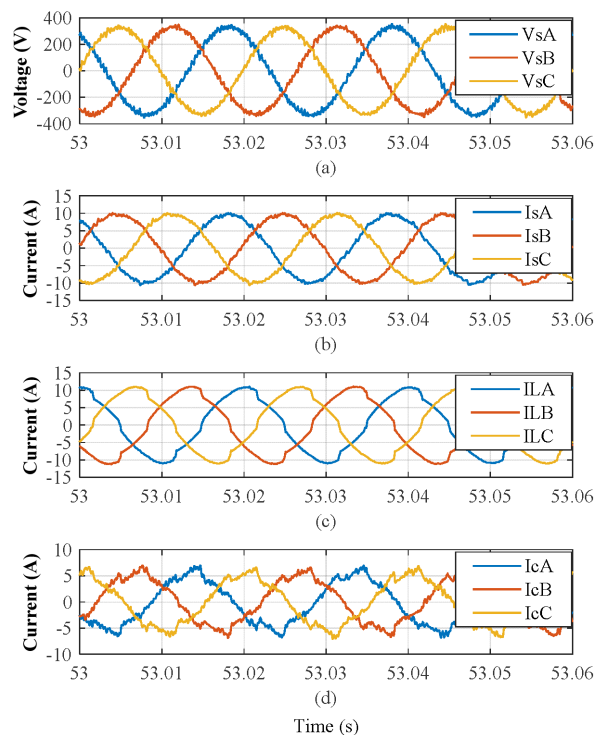 400
200
0
-200
-400
Voltage (V)
VsA
VsB
VsC
53 53.01 53.02 53.03 53.04 53.05 53.06
(a)
15
10
5
0
-5
-10
-15
Current (A)
IsA
IsB
IsC
53 53.01 53.02 53.03 53.04 53.05 53.06
(b)
15
10
5
0
-5
-10
-15
Current (A)
ILA
ILB
ILC
53 53.01 53.02 53.03 53.04 53.05 53.06
(c)
10
5
0
-5
-10
Current (A)
IcA
IcB
IcC
53 53.01 53.02 53.03 53.04 53.05 53.06
(d)
Time (s)